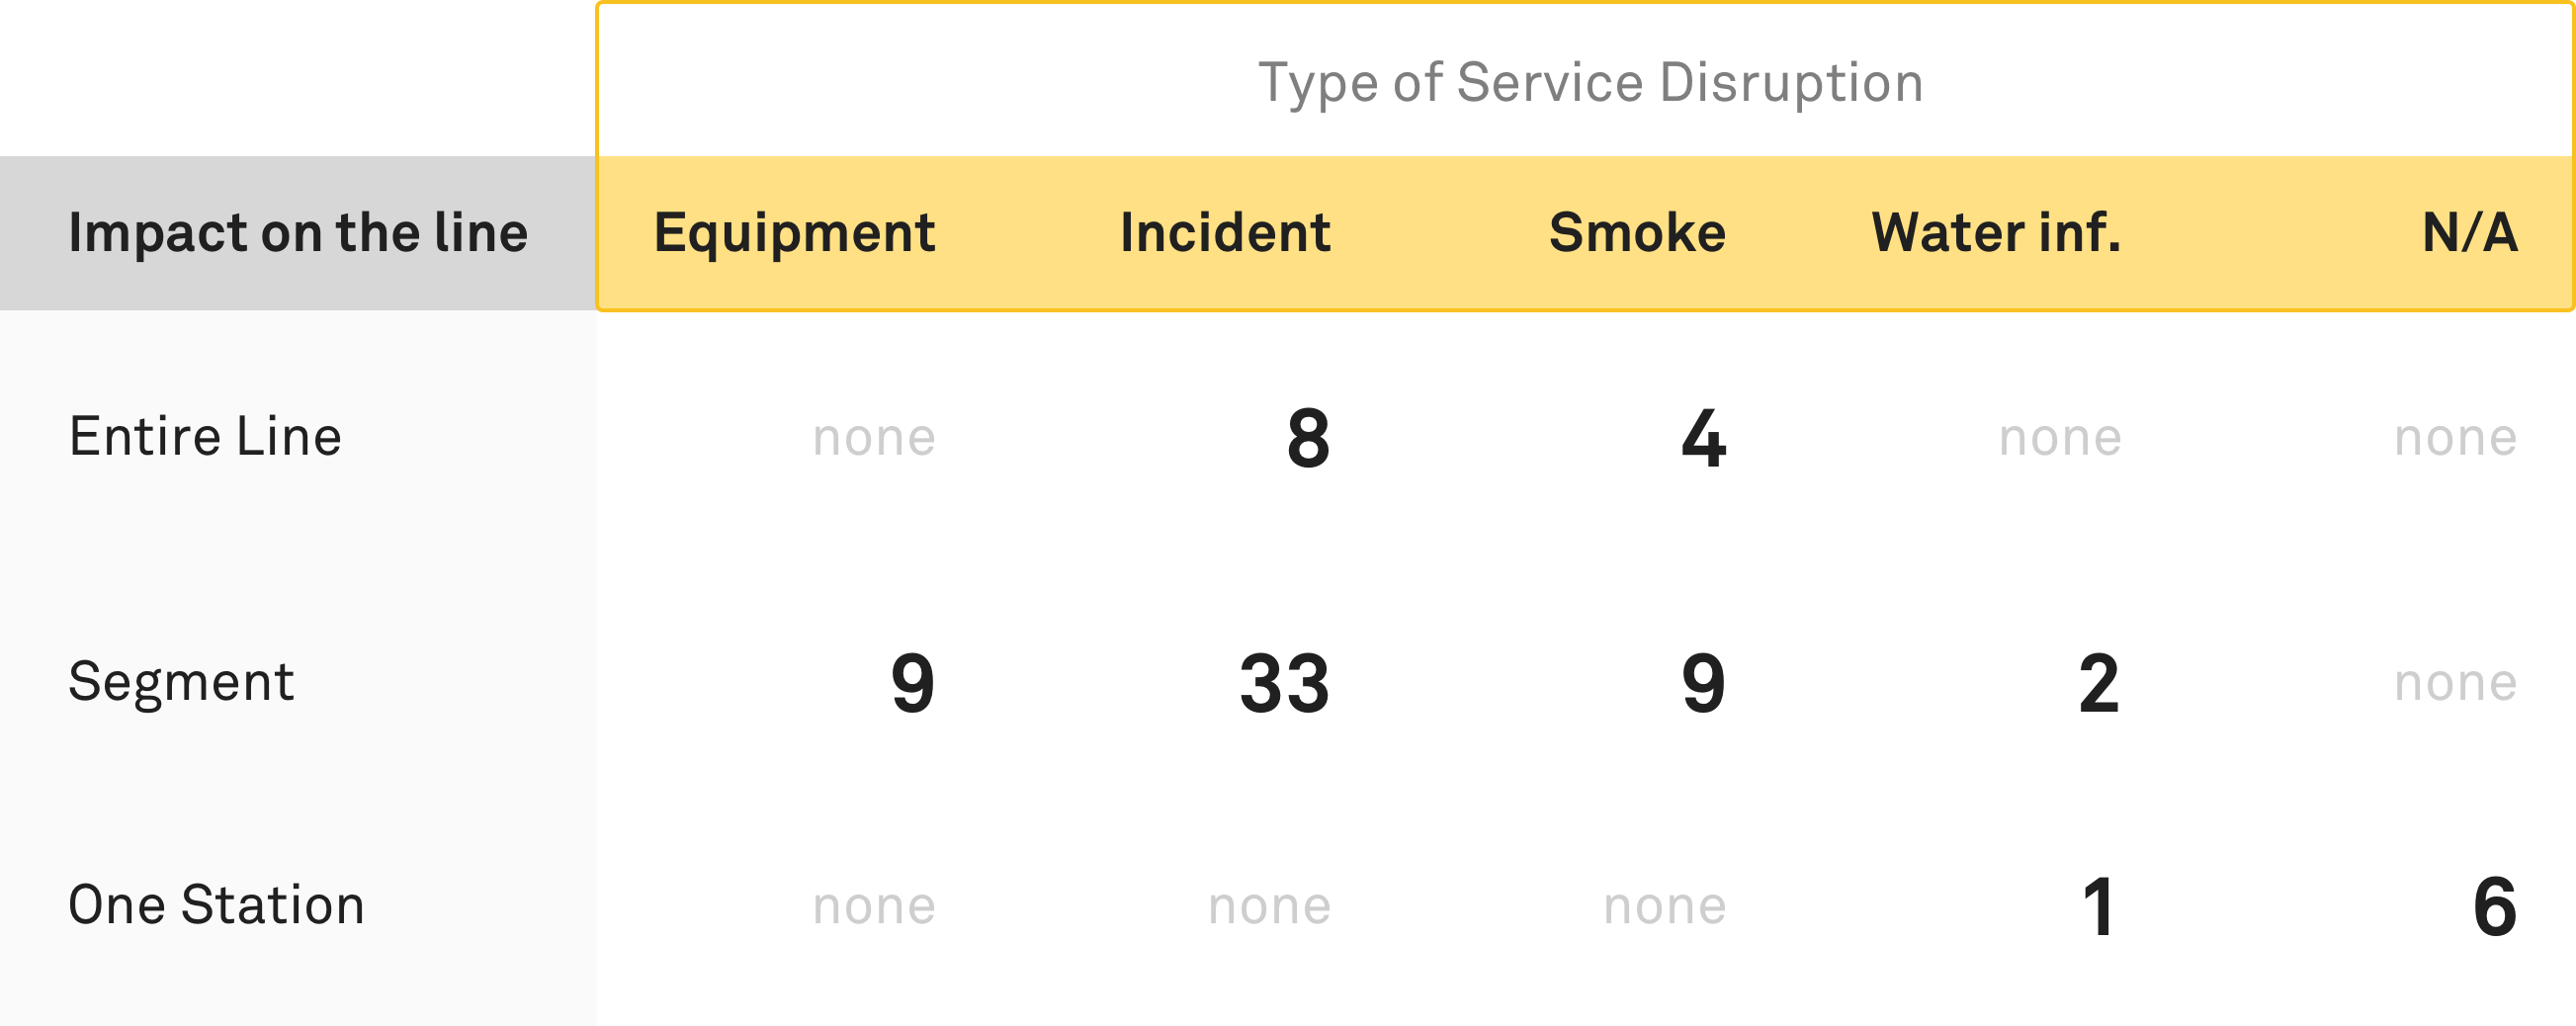 Type of Service Disruption
Impact on the line Equipment Incident Smoke Water inf. N/A
Entire Line none 8 4 none none
Segment 9 33 9 2 none
One Station none none none 1 6